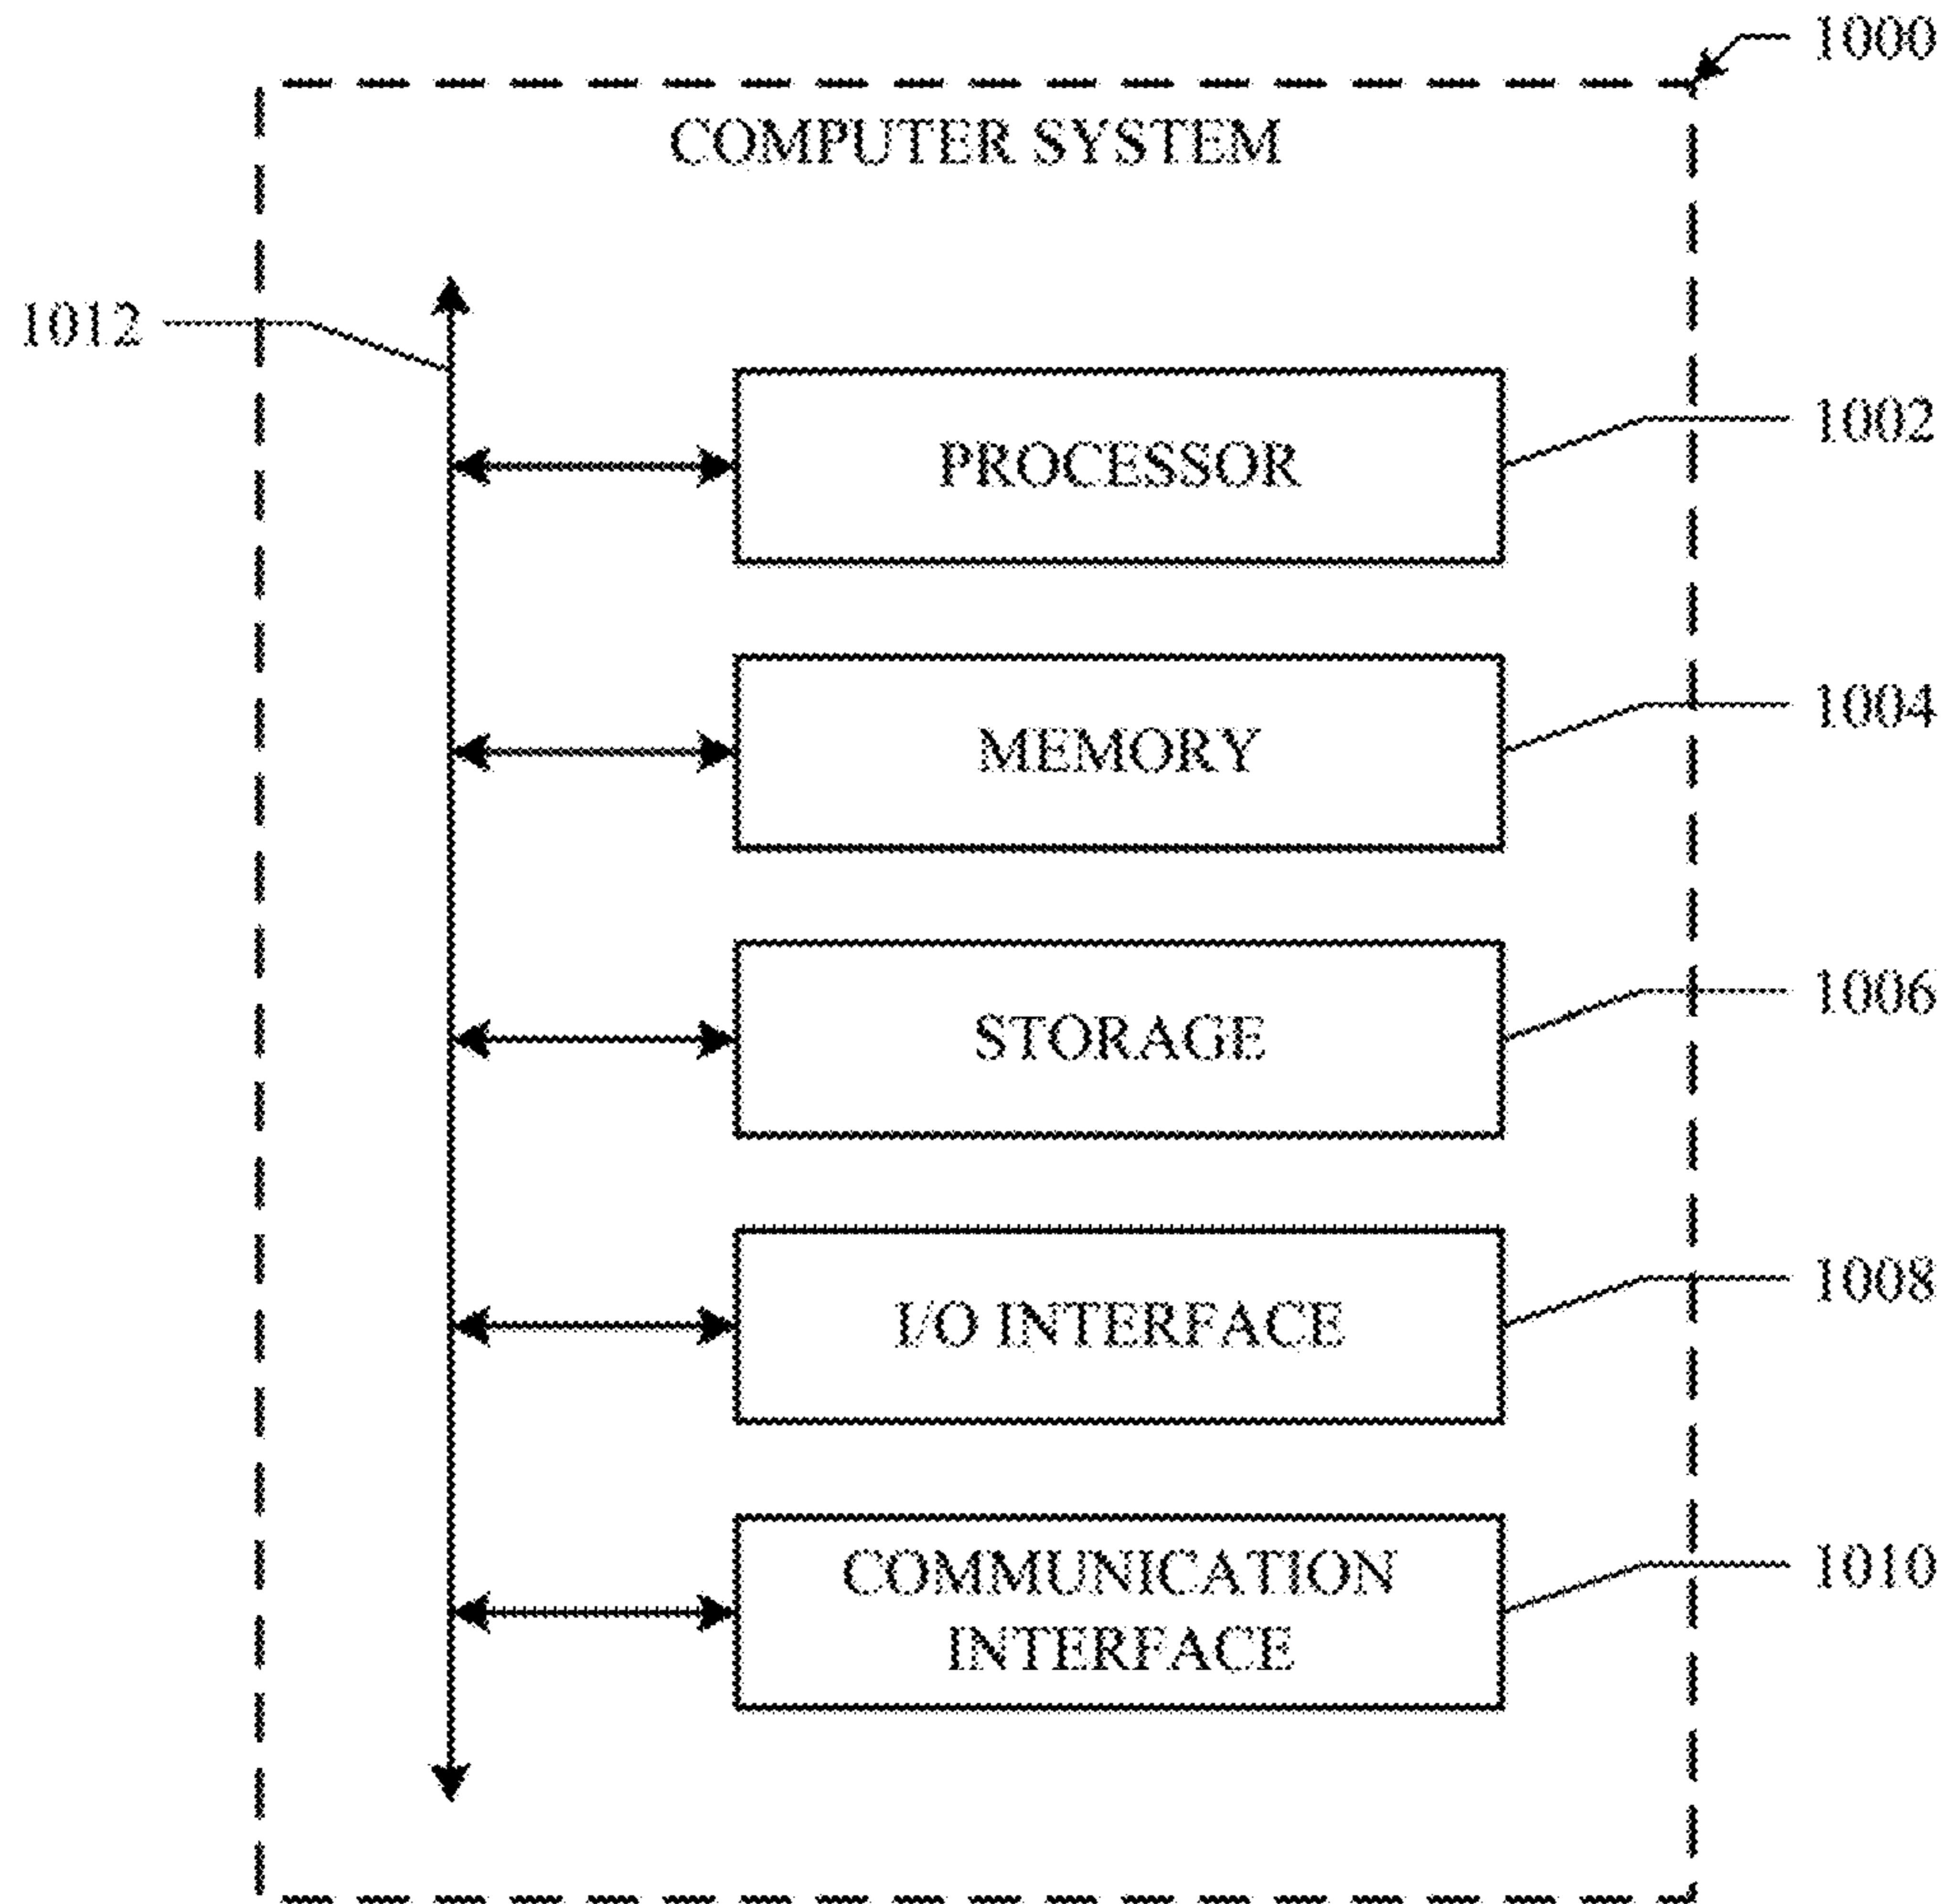 1000
COMPUTER SYSTEM
1012
PROCESSOR
1002
MEMORY
1004
STORAGE
1006
I/O INTERFACE
1008
COMMUNICATION
INTERFACE
1010